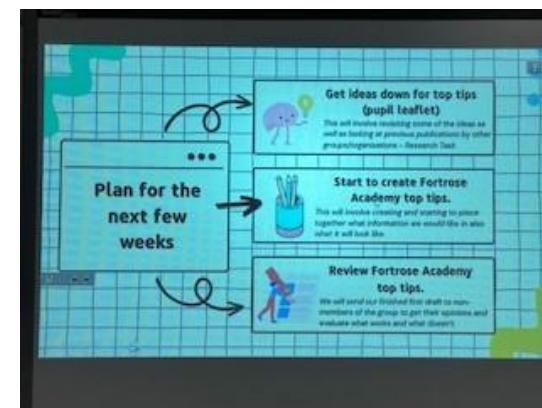 Plan for the
next few
weeks
Get ideas down for top tips
(pupil leaflet)
This will involve revisiting some of the ideas as
well as looking at previous publications by other
groups/organisations – Research Task
Start to create Fortrose
Academy top tips.
This will involve creating and starting to piece
together what information we would like in also
what it will look like.
Review Fortrose Academy
top tips.
We will send our finished first draft to non-
members of the group to get their opinions and
evaluate what works and what doesn't.